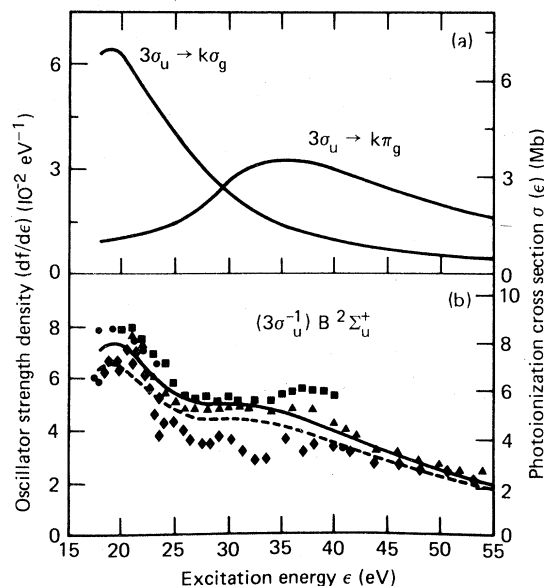 (a)
3σu → kσg
3σu → kπg
6
3
0
6
3
0
(b)
(3σu⁻¹) B ²Σu⁺
8
6
4
2
0
10
8
6
4
2
0
15 20 25 30 35 40 45 50 55
Excitation energy ϵ (eV)
Oscillator strength density (df/dϵ) (10⁻² eV⁻¹)
Photoionization cross section σ (ϵ) (Mb)